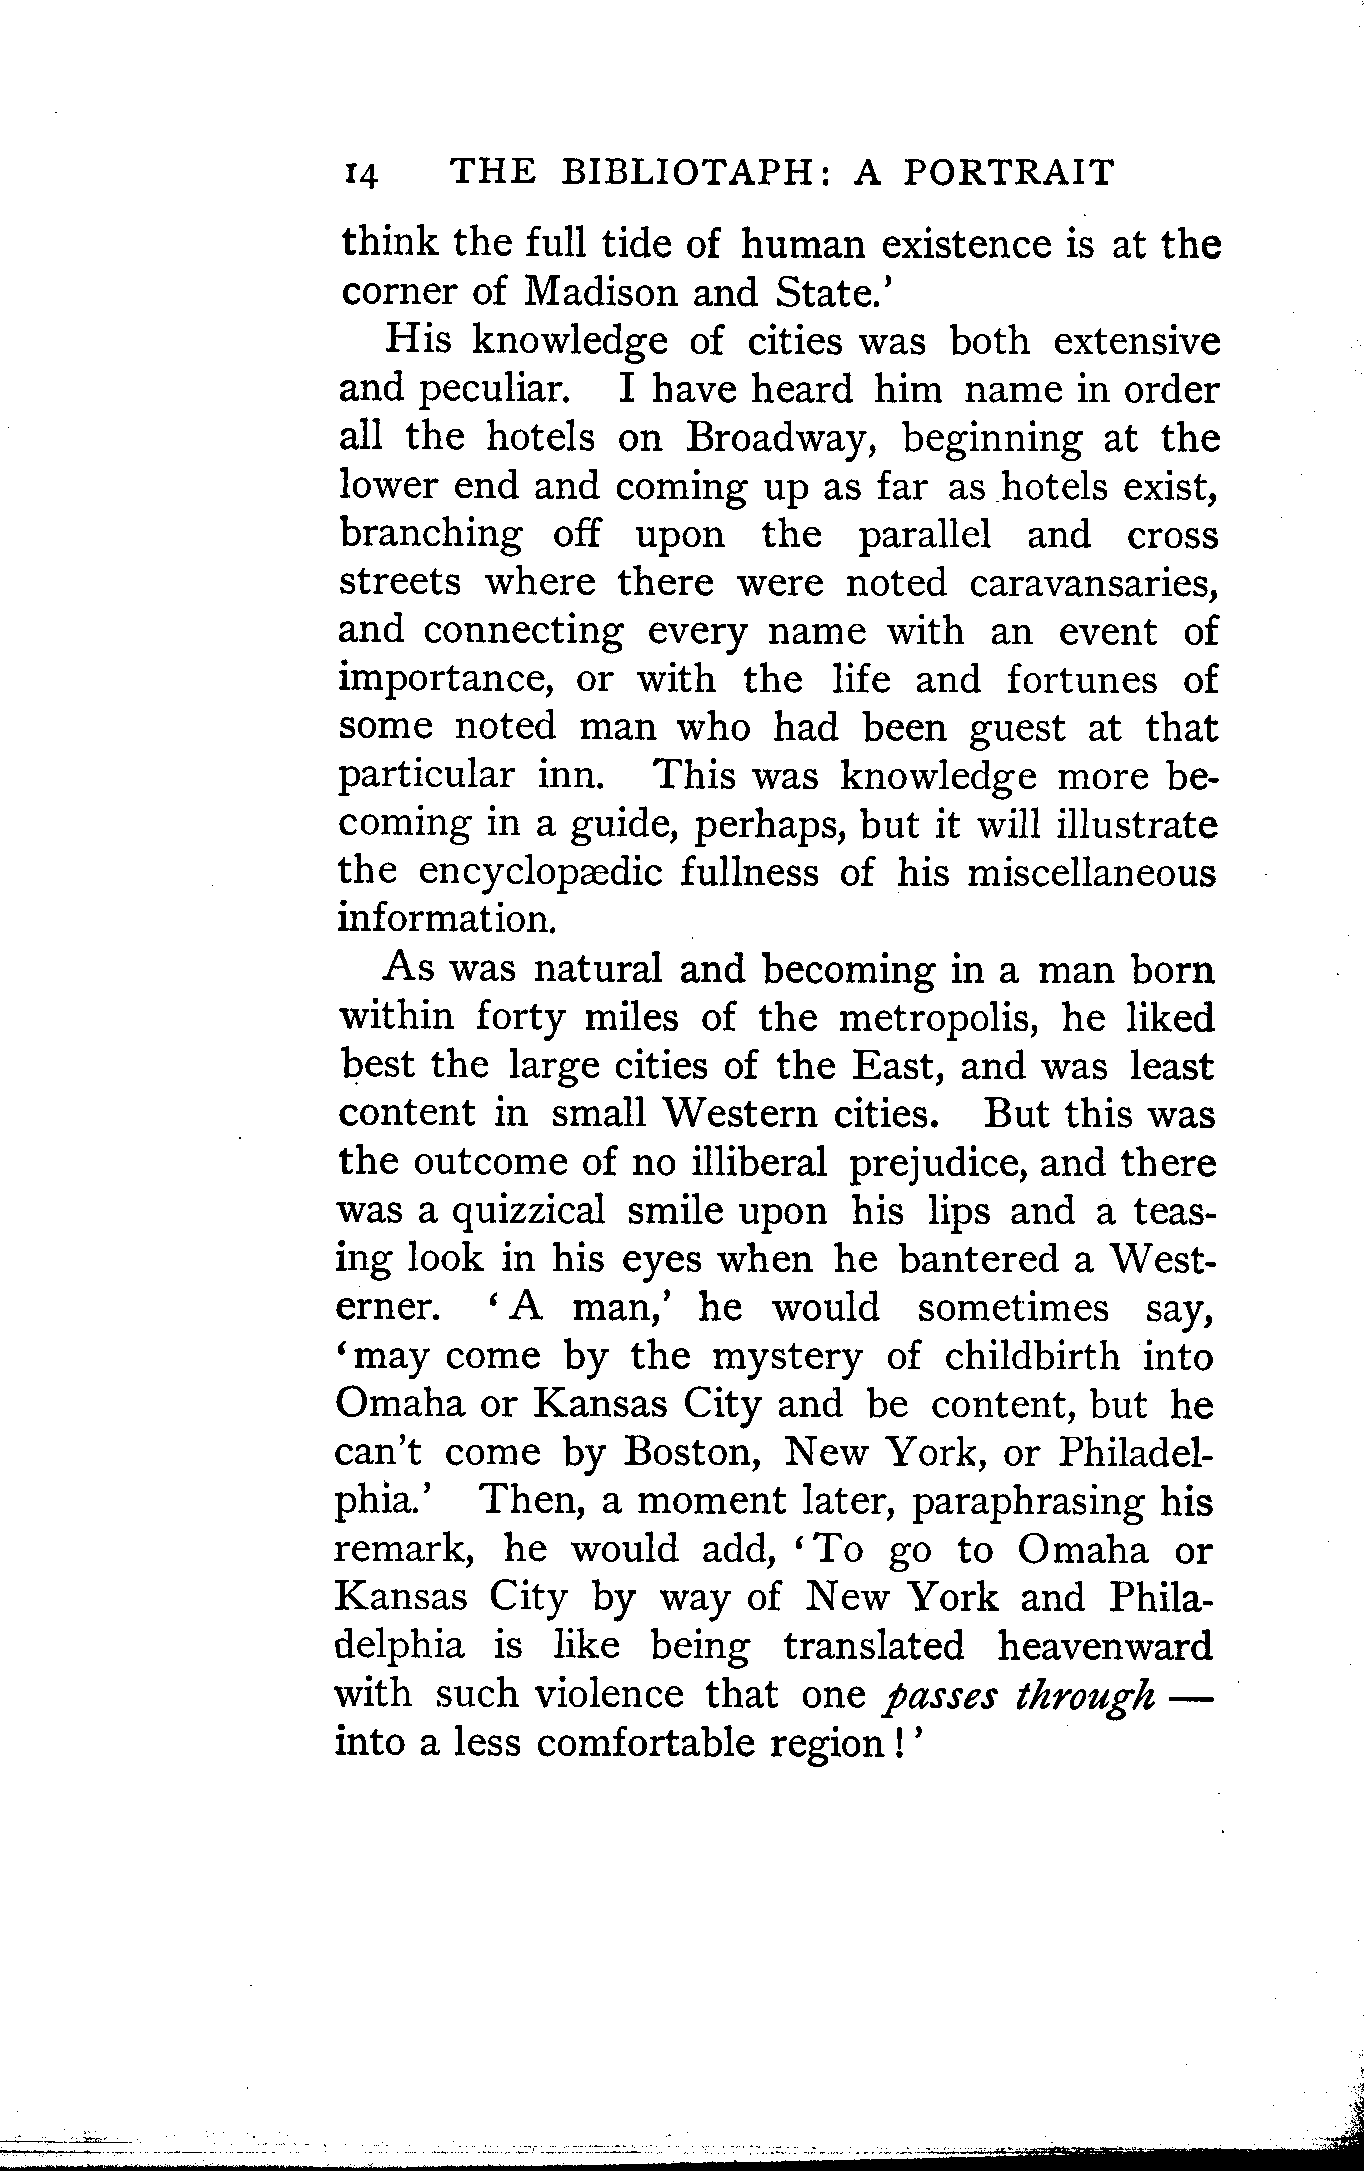 14 THE BIBLIOTAPH: A PORTRAIT
think the full tide of human existence is at the
corner of Madison and State.'
His knowledge of cities was both extensive
and peculiar. I have heard him name in order
all the hotels on Broadway, beginning at the
lower end and coming up as far as hotels exist,
branching off upon the parallel and cross
streets where there were noted caravansaries,
and connecting every name with an event of
importance, or with the life and fortunes of
some noted man who had been guest at that
particular inn. This was knowledge more be-
coming in a guide, perhaps, but it will illustrate
the encyclopædic fullness of his miscellaneous
information.
As was natural and becoming in a man born
within forty miles of the metropolis, he liked
best the large cities of the East, and was least
content in small Western cities. But this was
the outcome of no illiberal prejudice, and there
was a quizzical smile upon his lips and a teas-
ing look in his eyes when he bantered a West-
erner. 'A man,' he would sometimes say,
'may come by the mystery of childbirth into
Omaha or Kansas City and be content, but he
can't come by Boston, New York, or Philadel-
phia.' Then, a moment later, paraphrasing his
remark, he would add, 'To go to Omaha or
Kansas City by way of New York and Phila-
delphia is like being translated heavenward
with such violence that one passes through —
into a less comfortable region!'